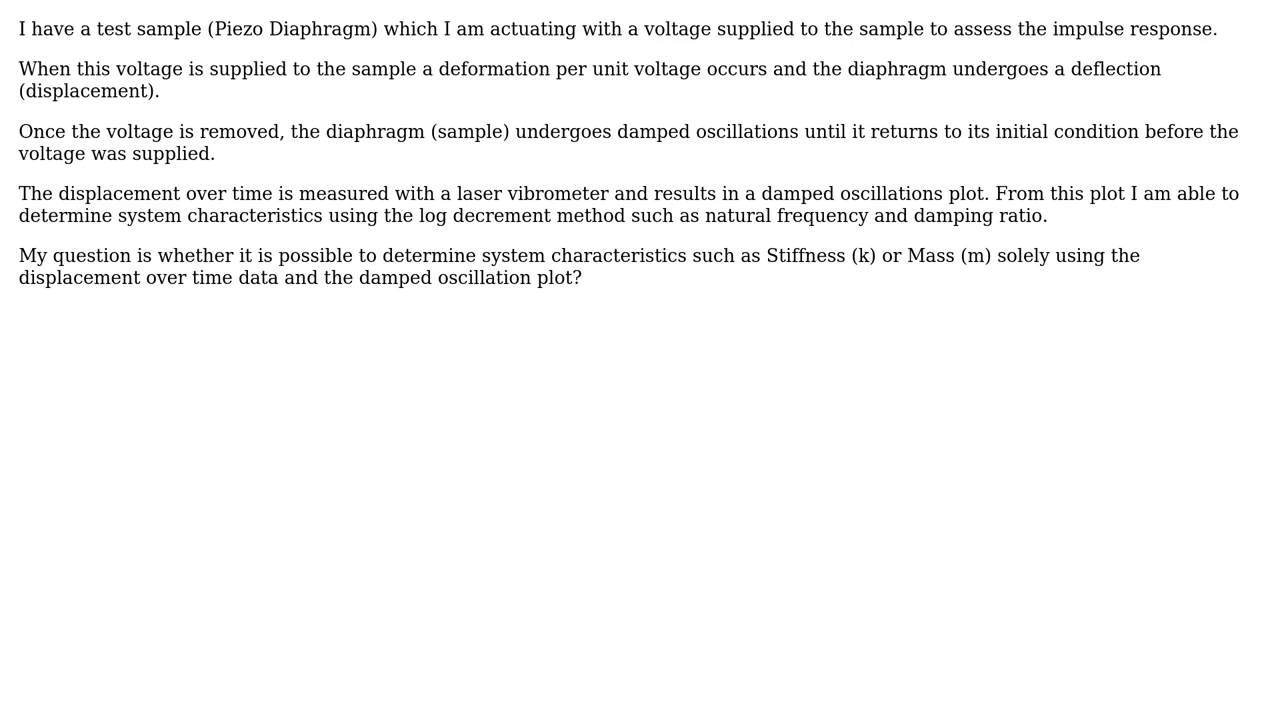 I have a test sample (Piezo Diaphragm) which I am actuating with a voltage supplied to the sample to assess the impulse response.
When this voltage is supplied to the sample a deformation per unit voltage occurs and the diaphragm undergoes a deflection
(displacement).
Once the voltage is removed, the diaphragm (sample) undergoes damped oscillations until it returns to its initial condition before the
voltage was supplied.
The displacement over time is measured with a laser vibrometer and results in a damped oscillations plot. From this plot I am able to
determine system characteristics using the log decrement method such as natural frequency and damping ratio.
My question is whether it is possible to determine system characteristics such as Stiffness (k) or Mass (m) solely using the
displacement over time data and the damped oscillation plot?